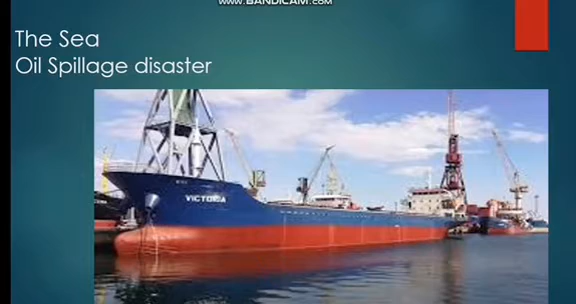 www.BANDICAM.com
The Sea
Oil Spillage disaster
VICTORIA